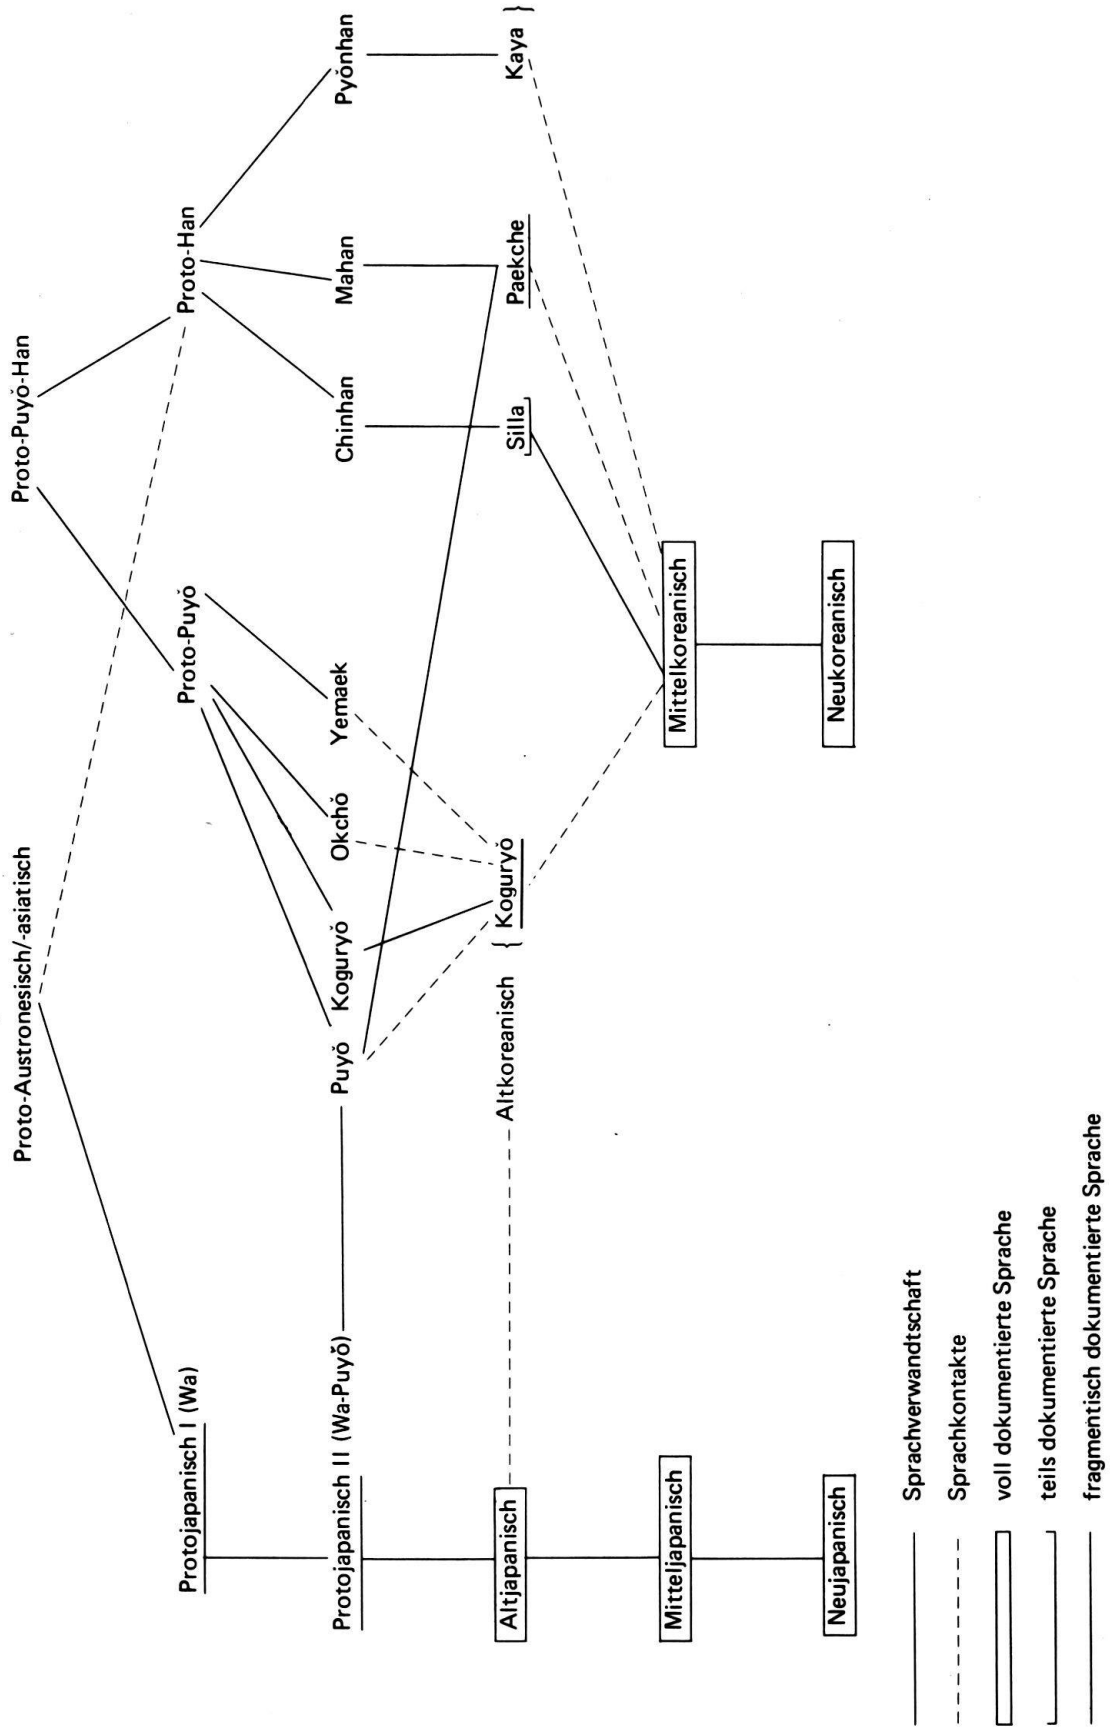 Proto-Austronesisch/-asiatisch
Proto-Puyŏ-Han
Protojapanisch I (Wa)
Proto-Puyŏ
Proto-Han
Protojapanisch II (Wa-Puyŏ)
Puyŏ
Koguryŏ
Okchŏ
Yemaek
Chinhan
Mahan
Pyŏnhan
Altjapanisch
Altkoreanisch
{ Koguryŏ
Silla
Paekche
Kaya }
Mitteljapanisch
Mittelkoreanisch
Neujapanisch
Neukoreanisch
Sprachverwandtschaft
Sprachkontakte
voll dokumentierte Sprache
teils dokumentierte Sprache
fragmentisch dokumentierte Sprache